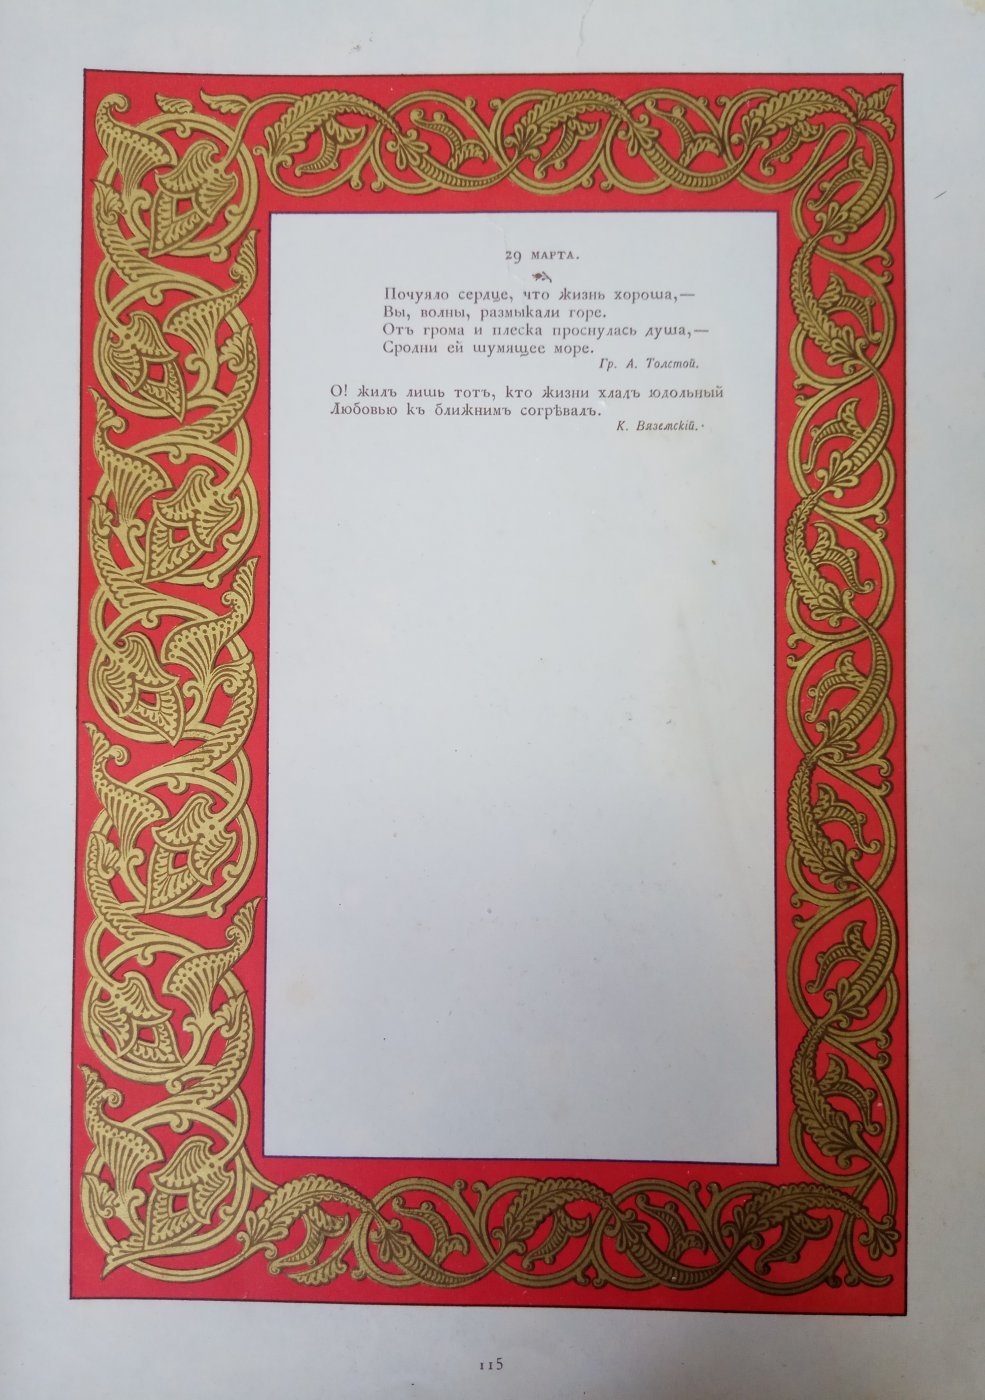 29 МАРТА.
Почуяло сердце, что жизнь хороша,—
Вы, волны, размыкали горе.
Отъ грома и плеска проснулась душа,—
Сродни ей шумящее море.
Гр. А. Толстой.
О! жилъ лишь тотъ, кто жизни хладъ юдольный
Любовью къ ближнимъ согрѣвалъ.
К. Вяземскій.
115